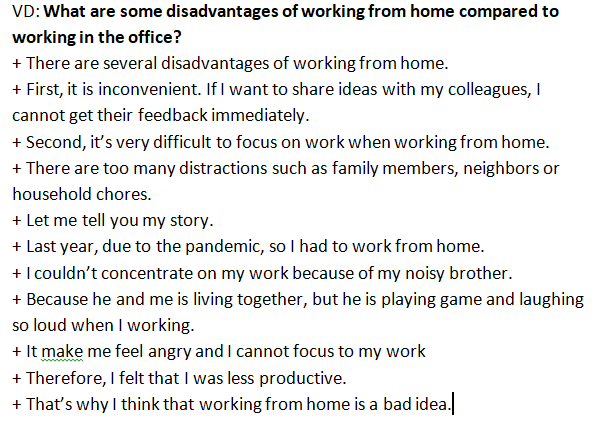 VD: What are some disadvantages of working from home compared to
working in the office?
+ There are several disadvantages of working from home.
+ First, it is inconvenient. If I want to share ideas with my colleagues, I
cannot get their feedback immediately.
+ Second, it’s very difficult to focus on work when working from home.
+ There are too many distractions such as family members, neighbors or
household chores.
+ Let me tell you my story.
+ Last year, due to the pandemic, so I had to work from home.
+ I couldn’t concentrate on my work because of my noisy brother.
+ Because he and me is living together, but he is playing game and laughing
so loud when I working.
+ It make me feel angry and I cannot focus to my work
+ Therefore, I felt that I was less productive.
+ That’s why I think that working from home is a bad idea.